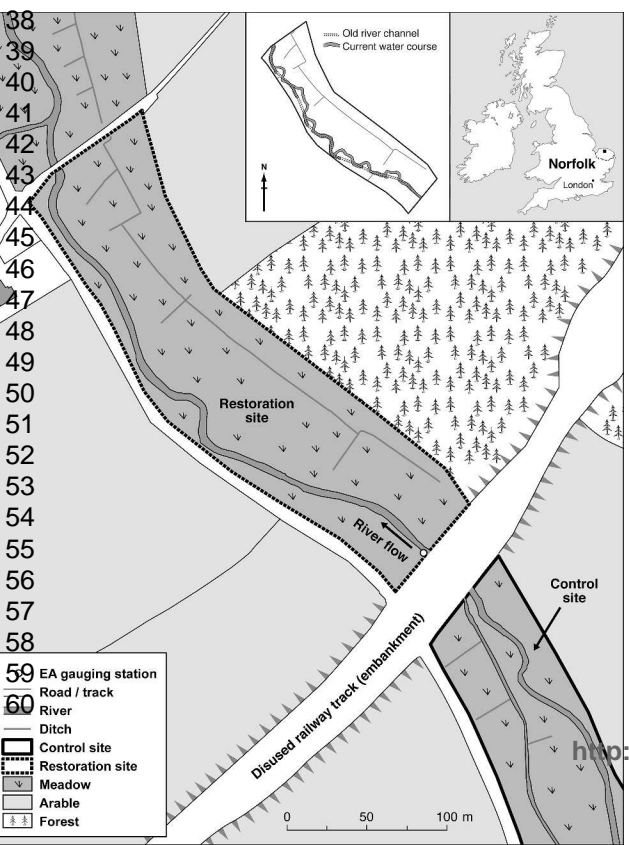 38
39
40
41
42
43
44
45
46
47
48
49
50
51
52
53
54
55
56
57
58
59
60
Old river channel
Current water course
N
Norfolk
London
Restoration
site
River flow
Control
site
Disused railway track (embankment)
EA gauging station
Road / track
River
Ditch
Control site
Restoration site
Meadow
Arable
Forest
0 50 100 m
http: